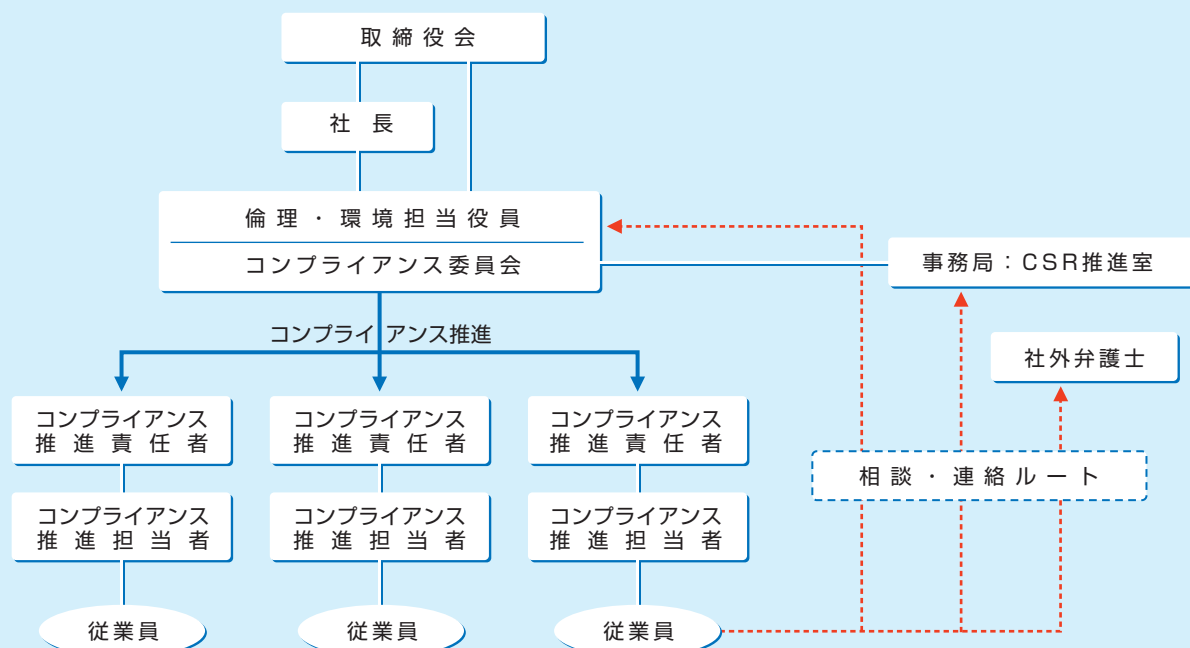 取締役会
社長
倫理・環境担当役員
コンプライアンス委員会
事務局：CSR推進室
コンプライアンス推進
社外弁護士
コンプライアンス
推進責任者
コンプライアンス
推進責任者
コンプライアンス
推進責任者
相談・連絡ルート
コンプライアンス
推進担当者
コンプライアンス
推進担当者
コンプライアンス
推進担当者
従業員
従業員
従業員